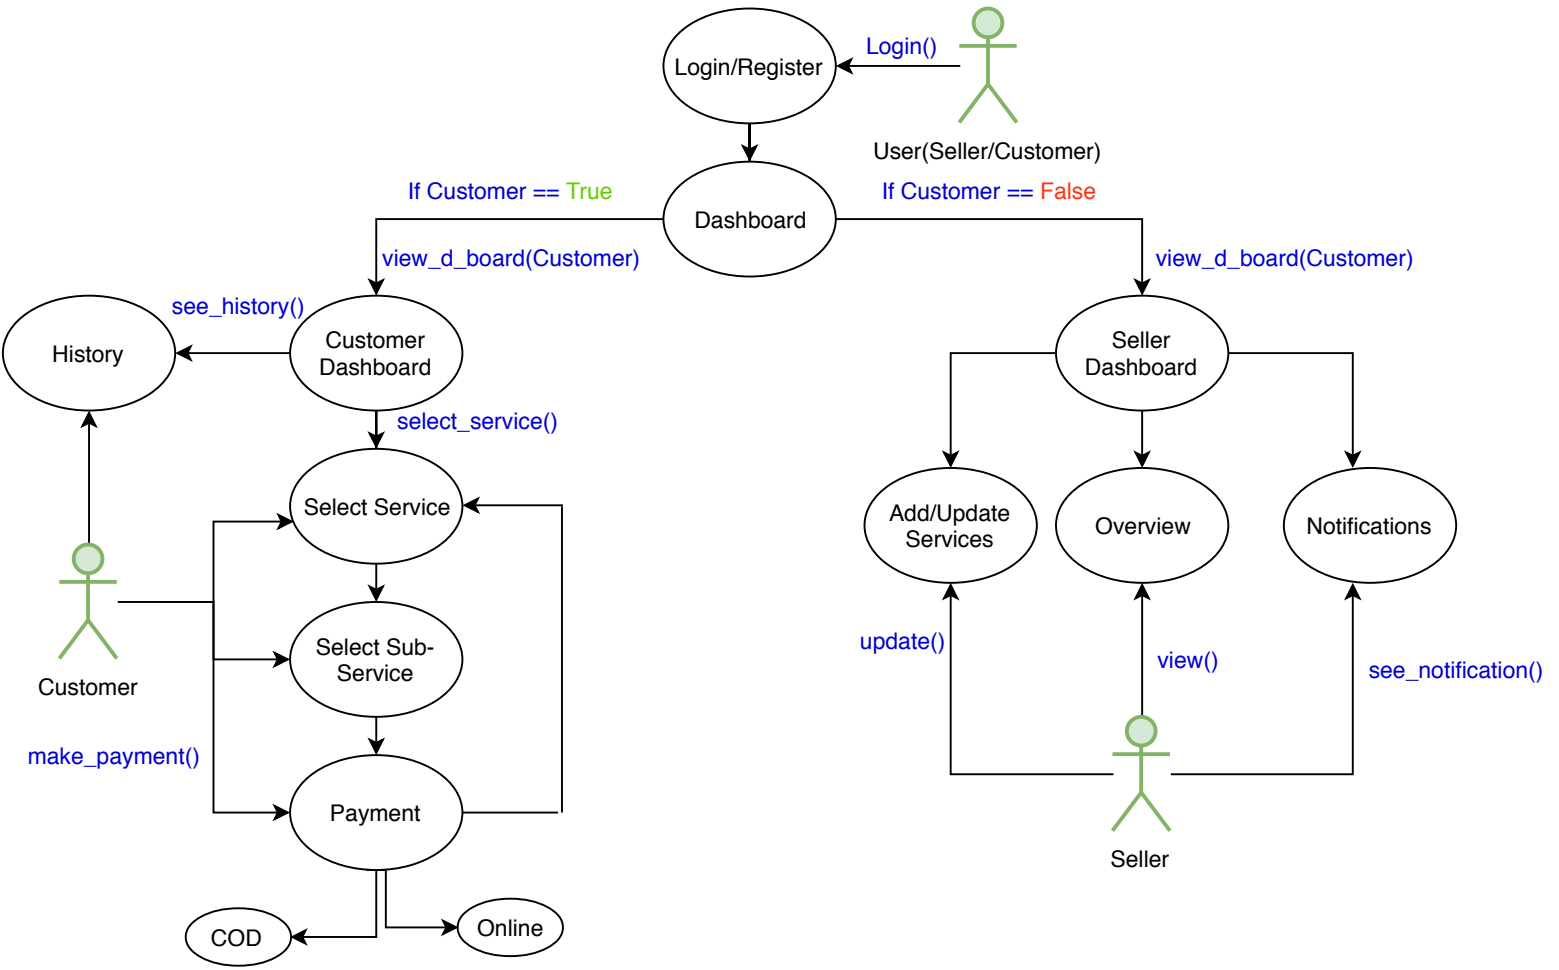 Login()
Login/Register
User(Seller/Customer)
If Customer == True
If Customer == False
Dashboard
view_d_board(Customer)
view_d_board(Customer)
see_history()
History
Customer
Dashboard
Seller
Dashboard
select_service()
Select Service
Add/Update
Services
Overview
Notifications
Select Sub-
Service
update()
view()
see_notification()
Customer
make_payment()
Payment
Seller
COD
Online